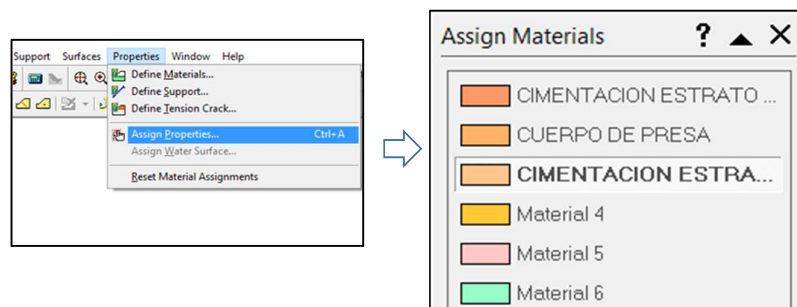 Support Surfaces Properties Window Help
Define Materials...
Define Support...
Define Tension Crack...
Assign Properties... Ctrl+A
Assign Water Surface...
Reset Material Assignments
Assign Materials ?
CIMENTACION ESTRATO ...
CUERPO DE PRESA
CIMENTACION ESTRA...
Material 4
Material 5
Material 6